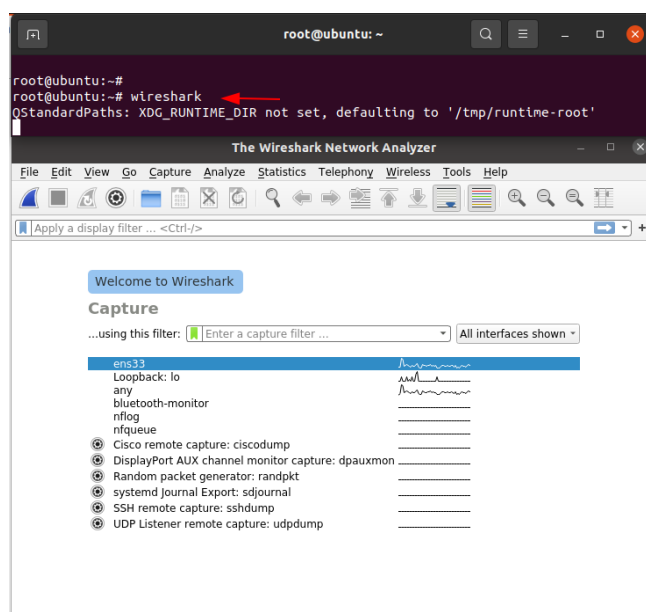 root@ubuntu: ~
root@ubuntu:~#
root@ubuntu:~# wireshark
QStandardPaths: XDG_RUNTIME_DIR not set, defaulting to '/tmp/runtime-root'
The Wireshark Network Analyzer
File Edit View Go Capture Analyze Statistics Telephony Wireless Tools Help
Apply a display filter ... <Ctrl-/>
Welcome to Wireshark
Capture
...using this filter: Enter a capture filter ... All interfaces shown
ens33
Loopback: lo
any
bluetooth-monitor
nflog
nfqueue
Cisco remote capture: ciscodump
DisplayPort AUX channel monitor capture: dpauxmon
Random packet generator: randpkt
systemd Journal Export: sdjournal
SSH remote capture: sshdump
UDP Listener remote capture: udpdump